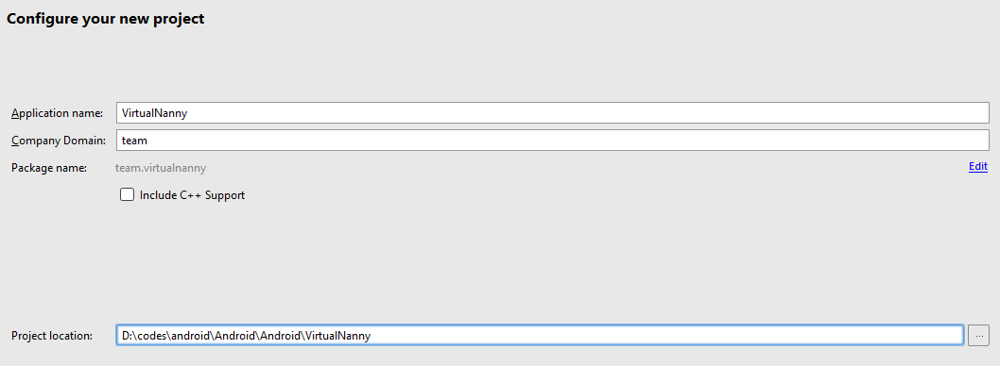 Configure your new project
Application name: VirtualNanny
Company Domain: team
Package name: team.virtualnanny Edit
Include C++ Support
Project location: D:\codes\android\Android\Android\VirtualNanny ...